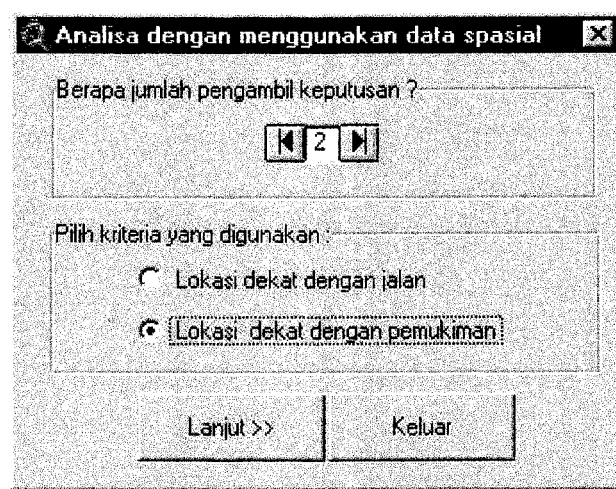 Analisa dengan menggunakan data spasial
Berapa jumlah pengambil keputusan ?
2
Pilih kriteria yang digunakan :
Lokasi dekat dengan jalan
Lokasi dekat dengan pemukiman
Lanjut >> Keluar